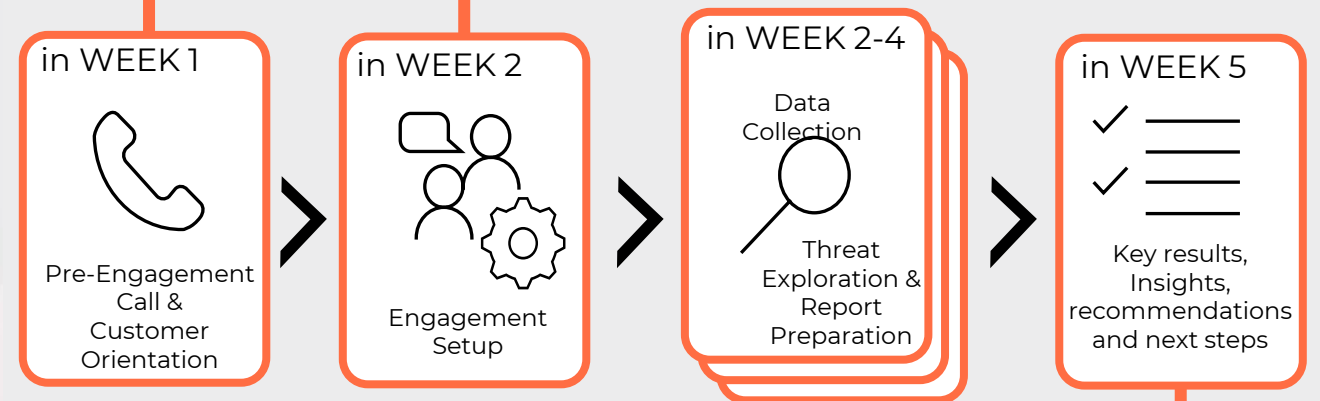 in WEEK 1
Pre-Engagement
Call &
Customer
Orientation
in WEEK 2
Engagement
Setup
in WEEK 2-4
Data
Collection
Threat
Exploration &
Report
Preparation
in WEEK 5
Key results,
Insights,
recommendations
and next steps